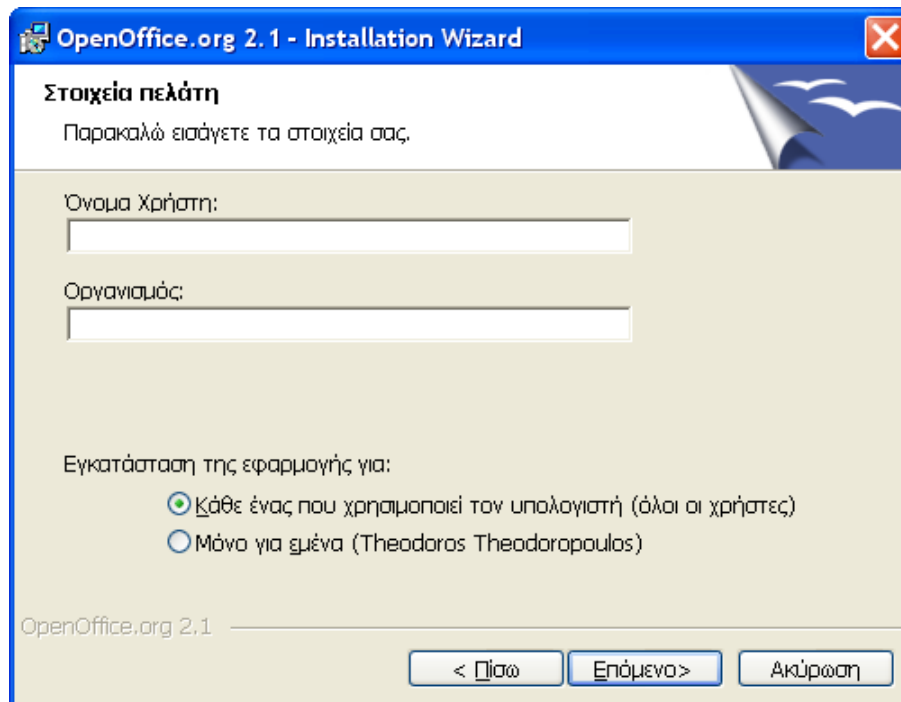 OpenOffice.org 2.1 - Installation Wizard
Στοιχεία πελάτη
Παρακαλώ εισάγετε τα στοιχεία σας.
Όνομα Χρήστη:
Οργανισμός:
Εγκατάσταση της εφαρμογής για:
Κάθε ένας που χρησιμοποιεί τον υπολογιστή (όλοι οι χρήστες)
Μόνο για εμένα (Theodoros Theodoropoulos)
OpenOffice.org 2.1
< Πίσω Επόμενο> Ακύρωση